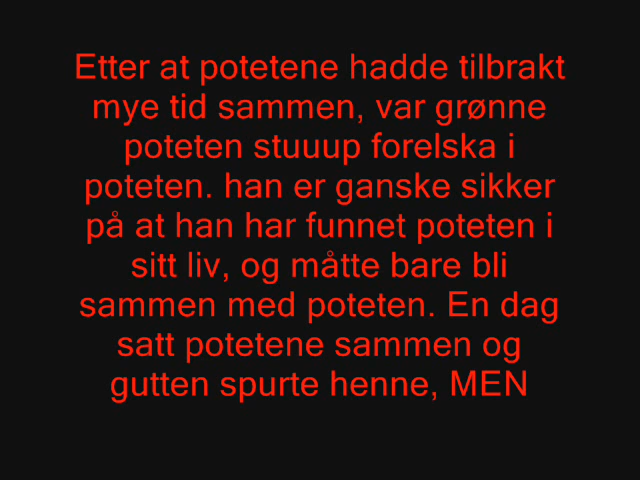 Etter at potetene hadde tilbrakt
mye tid sammen, var grønne
poteten stuuup forelska i
poteten. han er ganske sikker
på at han har funnet poteten i
sitt liv, og måtte bare bli
sammen med poteten. En dag
satt potetene sammen og
gutten spurte henne, MEN